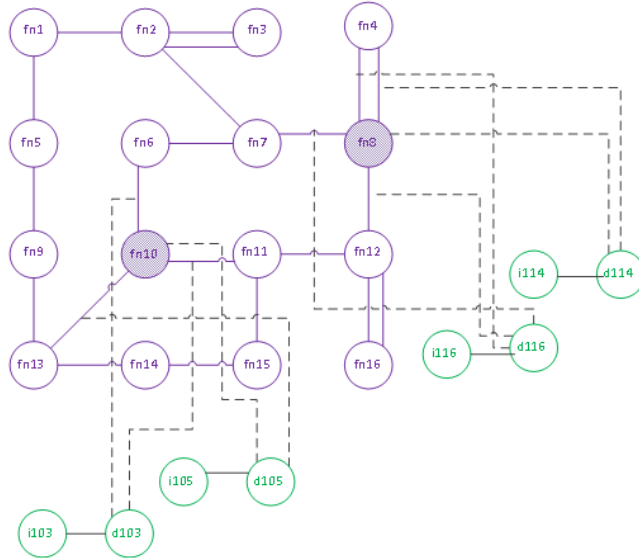 fn1 fn2 fn3 fn4
fn5 fn6 fn7 fn8
fn9 fn10 fn11 fn12 i114 d114
fn13 fn14 fn15 fn16 i116 d116
i105 d105
i103 d103